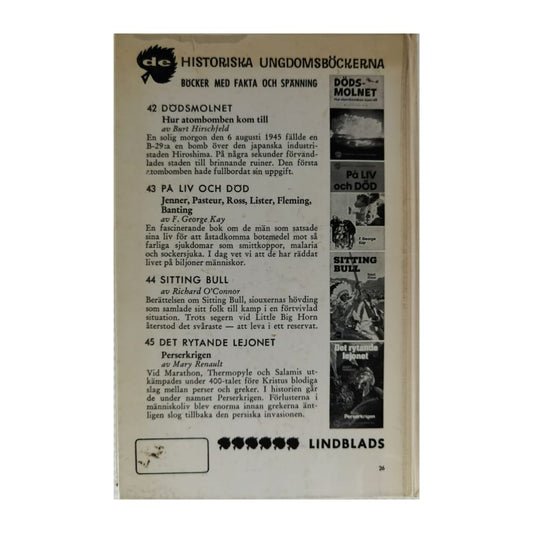 de HISTORISKA UNGDOMSBÖCKERNA
BÖCKER MED FAKTA OCH SPÄNNING
42 DÖDSMOLNET
Hur atombomben kom till
av Burt Hirschfeld
En solig morgon den 6 augusti 1945 fällde en
B-29:a en bomb över den japanska industri-
staden Hiroshima. På några sekunder förvand-
lades staden till brinnande ruiner. Den första
atombomben hade fullbordat sin uppgift.
43 PÅ LIV OCH DÖD
Jenner, Pasteur, Ross, Lister, Fleming,
Banting
av F. George Kay
En fascinerande bok om de män som satsade
sina liv för att åstadkomma botemedel mot så
farliga sjukdomar som smittkoppor, malaria
och sockersjuka. I dag vet vi att de har räddat
livet på biljoner människor.
44 SITTING BULL
av Richard O'Connor
Berättelsen om Sitting Bull, siouxernas hövding
som samlade sitt folk till kamp i en förtvivlad
situation. Trots segern vid Little Big Horn
återstod det svåraste — att leva i ett reservat.
45 DET RYTANDE LEJONET
Perserkrigen
av Mary Renault
Vid Marathon, Thermopyle och Salamis ut-
kämpades under 400-talet före Kristus blodiga
slag mellan perser och greker. I historien går
de under namnet Perserkrigen. Förlusterna i
människoliv blev enorma innan grekerna änt-
ligen slog tillbaka den persiska invasionen.
DÖDS-
MOLNET
Hur atombomben kom till
På LIV
och DÖD
F. George
Kay
SITTING
BULL
Det rytande
lejonet
Perserkrigen
LINDBLADS
26